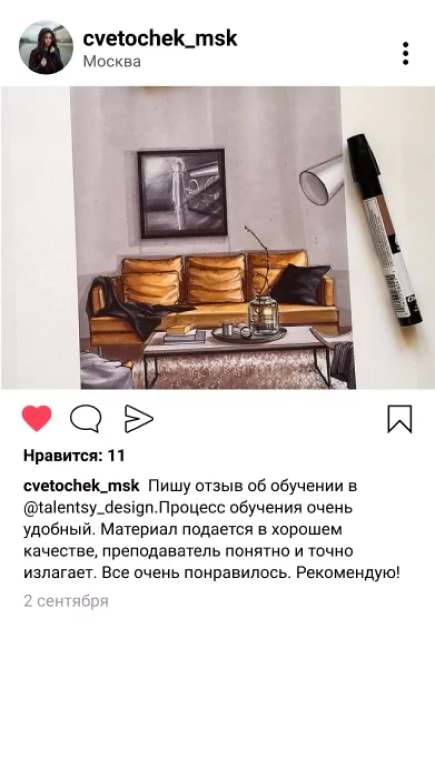 cvetochek_msk
Москва
Нравится: 11
cvetochek_msk Пишу отзыв об обучении в
@talentsy_design.Процесс обучения очень
удобный. Материал подается в хорошем
качестве, преподаватель понятно и точно
излагает. Все очень понравилось. Рекомендую!
2 сентября